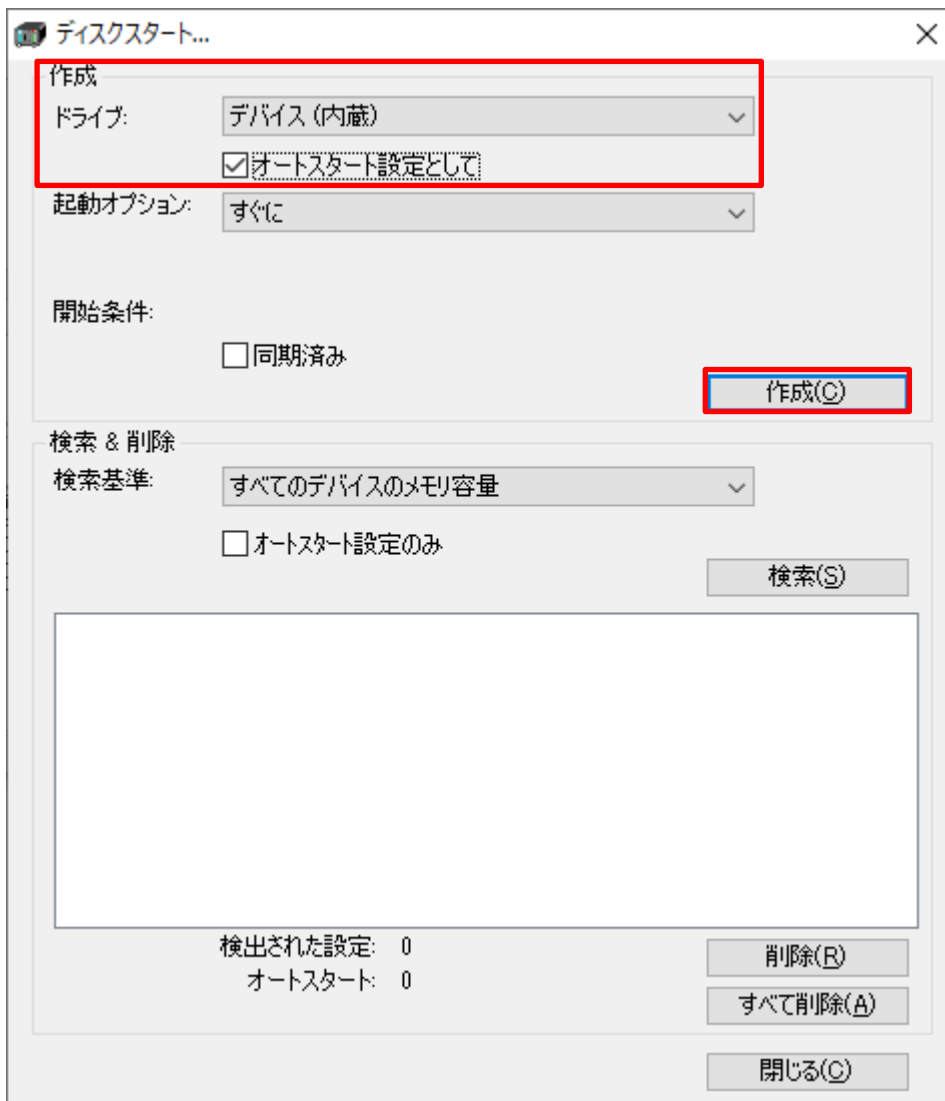 ディスクスタート...
作成
ドライブ: デバイス (内蔵)
オートスタート設定として
起動オプション: すぐに
開始条件:
同期済み
作成(C)
検索 & 削除
検索基準: すべてのデバイスのメモリ容量
オートスタート設定のみ
検索(S)
検出された設定: 0
オートスタート: 0
削除(R)
すべて削除(A)
閉じる(C)